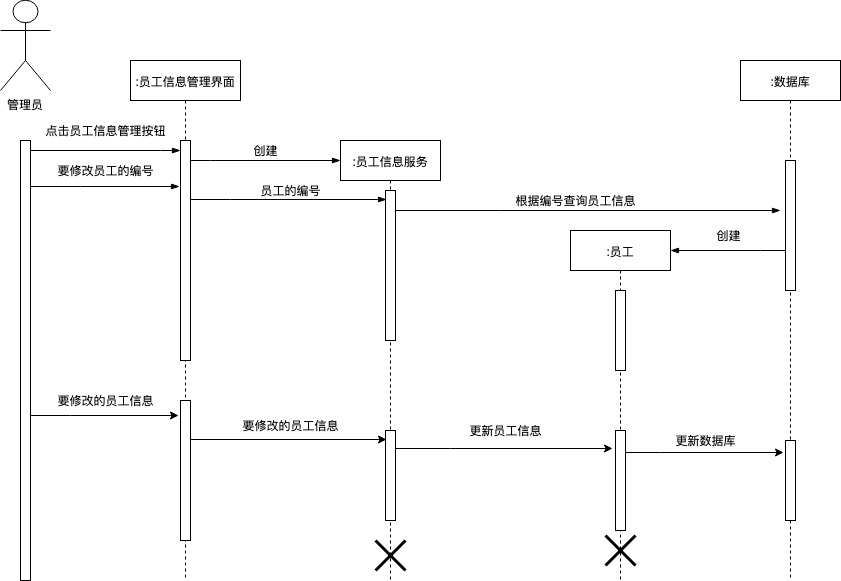 管理员
:员工信息管理界面
:数据库
点击员工信息管理按钮
创建
:员工信息服务
要修改员工的编号
员工的编号
根据编号查询员工信息
创建
:员工
要修改的员工信息
要修改的员工信息
更新员工信息
更新数据库